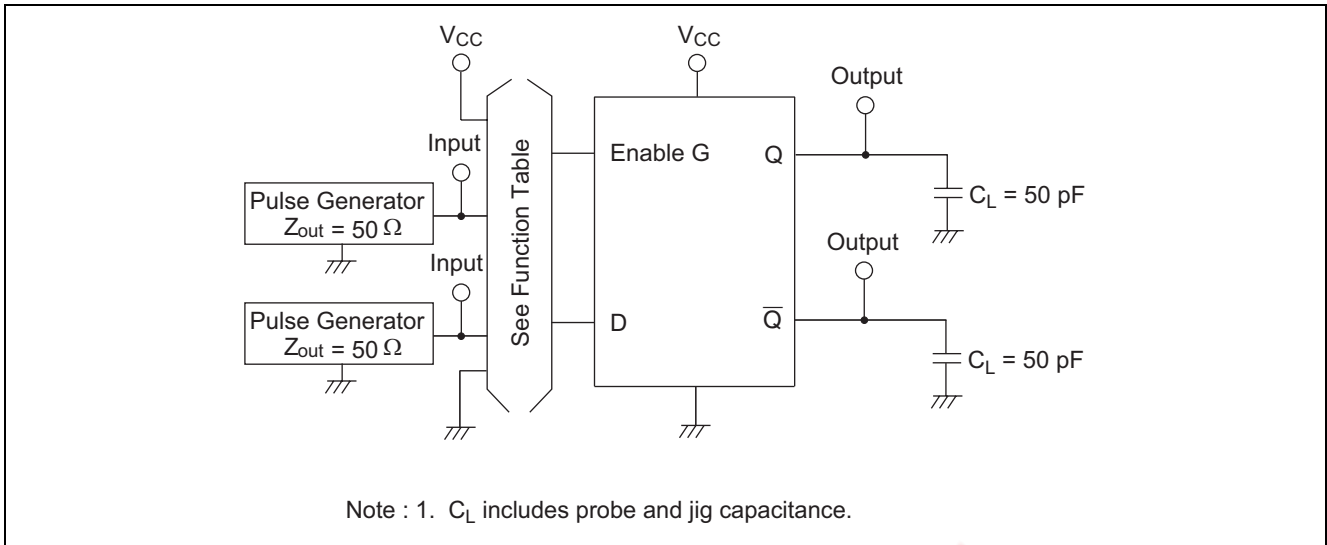 VCC
VCC
Output
Input
Enable G
Q
Pulse Generator
Zout = 50 Ω
CL = 50 pF
See Function Table
Input
Output
Pulse Generator
Zout = 50 Ω
D
Q̅
CL = 50 pF
Note : 1. CL includes probe and jig capacitance.